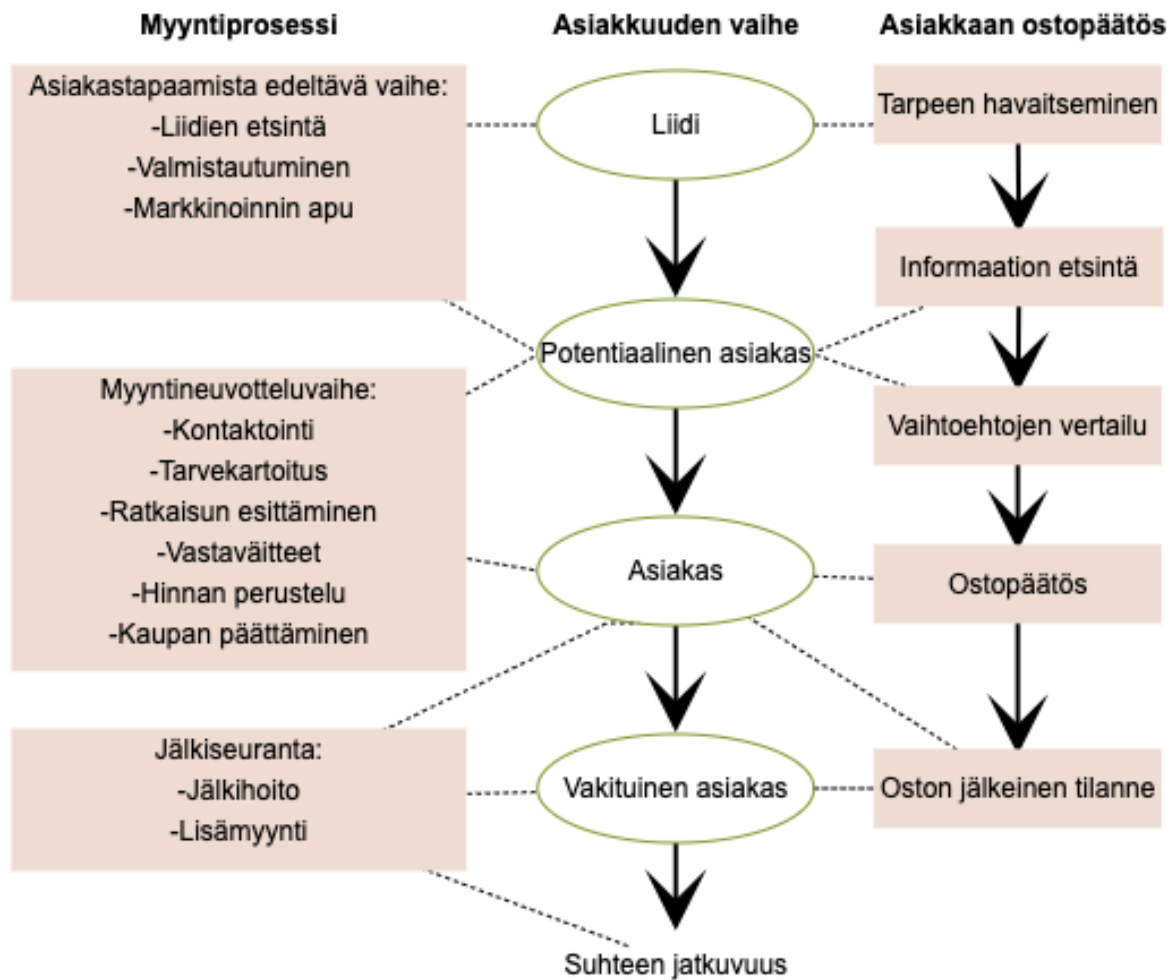 Myyntiprosessi
Asiakkuuden vaihe
Asiakkaan ostopäätös
Asiakastapaamista edeltävä vaihe:
-Liidien etsintä
-Valmistautuminen
-Markkinoinnin apu
Liidi
Tarpeen havaitseminen
Informaation etsintä
Potentiaalinen asiakas
Vaihtoehtojen vertailu
Myyntineuvotteluvaihe:
-Kontaktointi
-Tarvekartoitus
-Ratkaisun esittäminen
-Vastaväitteet
-Hinnan perustelu
-Kaupan päättäminen
Asiakas
Ostopäätös
Jälkiseuranta:
-Jälkihoito
-Lisämyynti
Vakituinen asiakas
Oston jälkeinen tilanne
Suhteen jatkuvuus